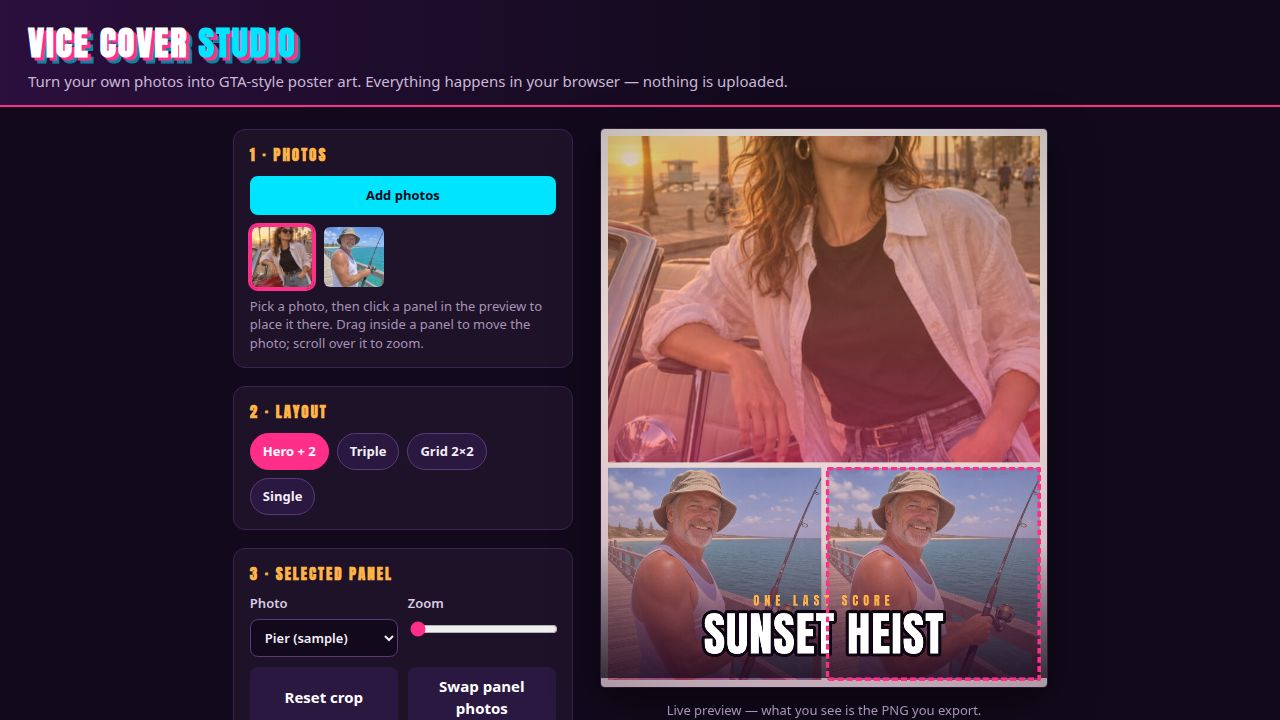 VICE COVER STUDIO
Turn your own photos into GTA-style poster art. Everything happens in your browser — nothing is uploaded.
1 · PHOTOS
Add photos
Pick a photo, then click a panel in the preview to
place it there. Drag inside a panel to move the
photo; scroll over it to zoom.
2 · LAYOUT
Hero + 2
Triple
Grid 2×2
Single
3 · SELECTED PANEL
Photo
Zoom
Pier (sample)
Reset crop
Swap panel
photos
ONE LAST SCORE
SUNSET HEIST
Live preview — what you see is the PNG you export.